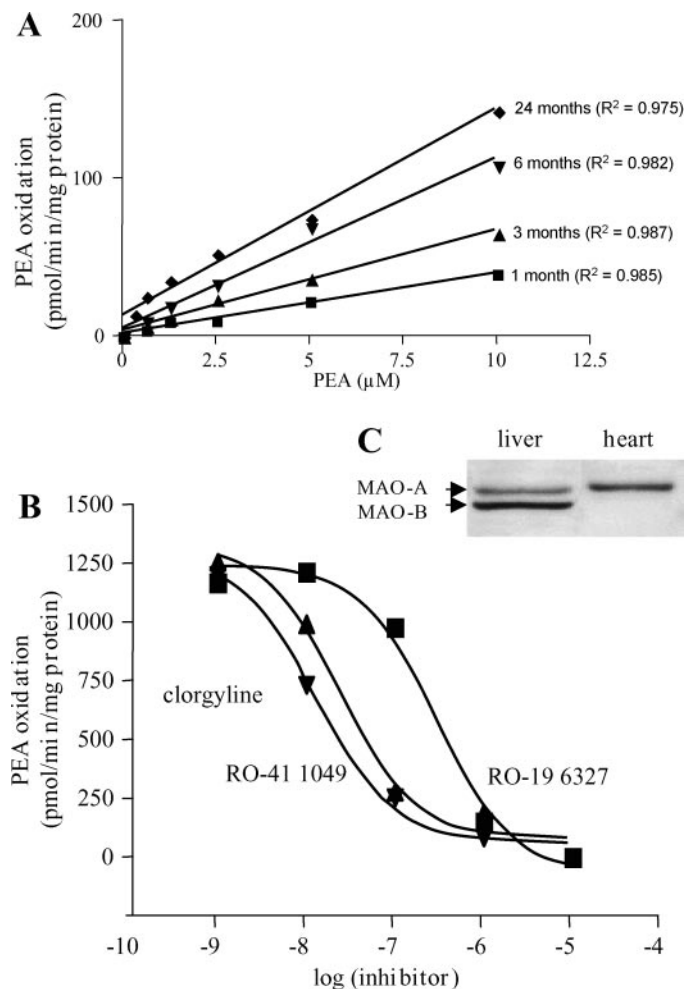 A
200
100
0
PEA oxidation
(pmol/min/mg protein)
24 months (R² = 0.975)
6 months (R² = 0.982)
3 months (R² = 0.987)
1 month (R² = 0.985)
0 2.5 5 7.5 10 12.5
PEA (µM)
C
liver heart
MAO-A
MAO-B
B
1500
1250
1000
750
500
250
0
PEA oxidation
(pmol/min/mg protein)
clorgyline
RO-41 1049
RO-19 6327
-10 -9 -8 -7 -6 -5 -4
log (inhibitor)